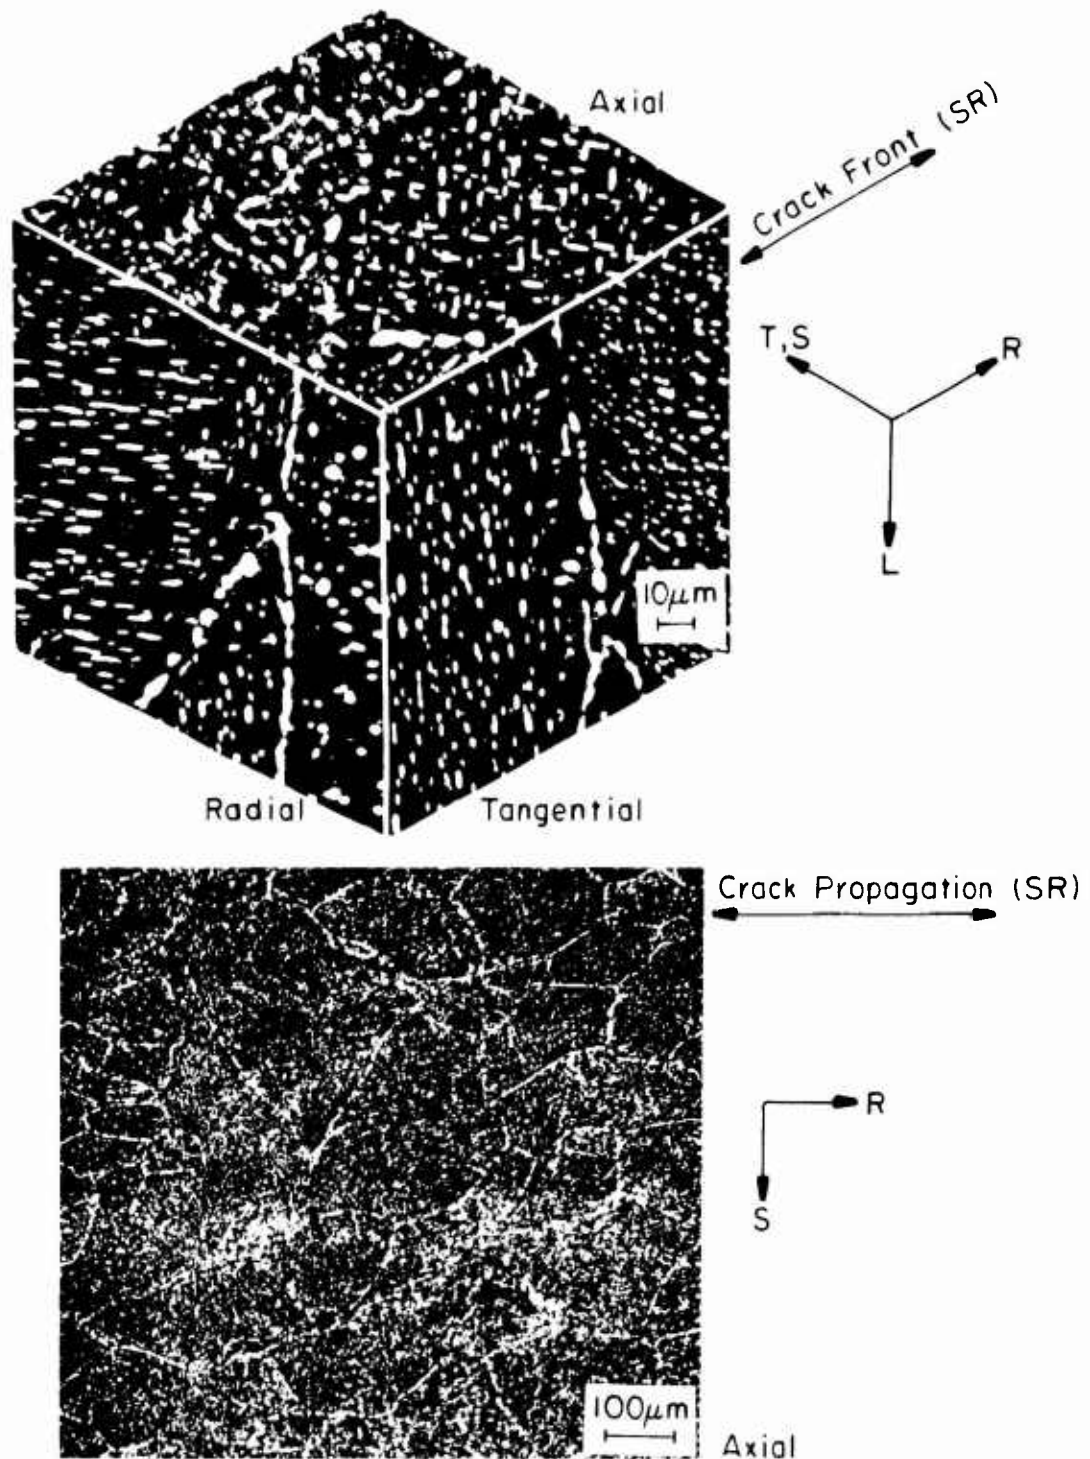 Axial
Crack Front (SR)
T,S
R
L
10μm
Radial
Tangential
Crack Propagation (SR)
R
S
100μm
Axial